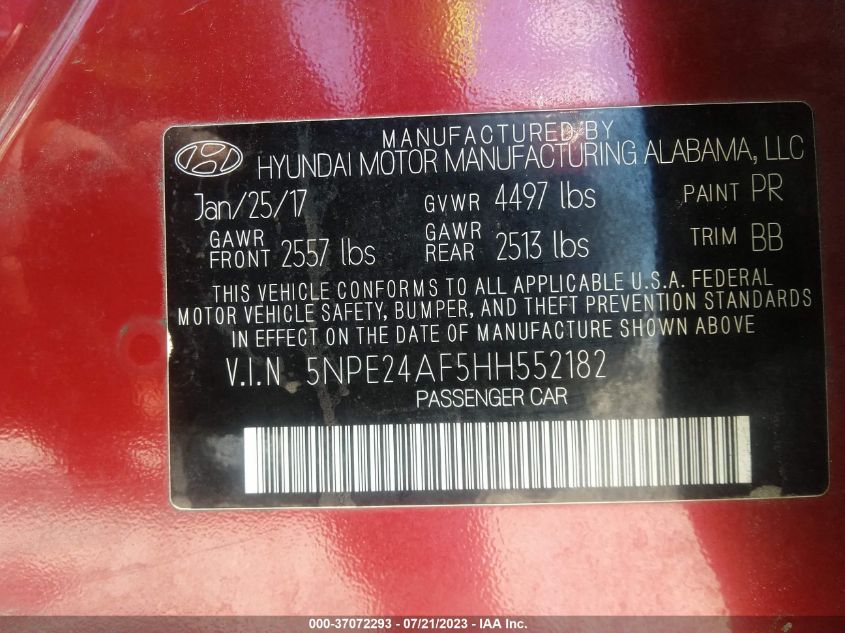 MANUFACTURED BY
HYUNDAI MOTOR MANUFACTURING ALABAMA, LLC
Jan/25/17 GVWR 4497 lbs PAINT PR
GAWR FRONT 2557 lbs GAWR REAR 2513 lbs TRIM BB
THIS VEHICLE CONFORMS TO ALL APPLICABLE U.S.A. FEDERAL
MOTOR VEHICLE SAFETY, BUMPER, AND THEFT PREVENTION STANDARDS
IN EFFECT ON THE DATE OF MANUFACTURE SHOWN ABOVE
V.I.N 5NPE24AF5HH552182
PASSENGER CAR
000-37072293 - 07/21/2023 - IAA Inc.